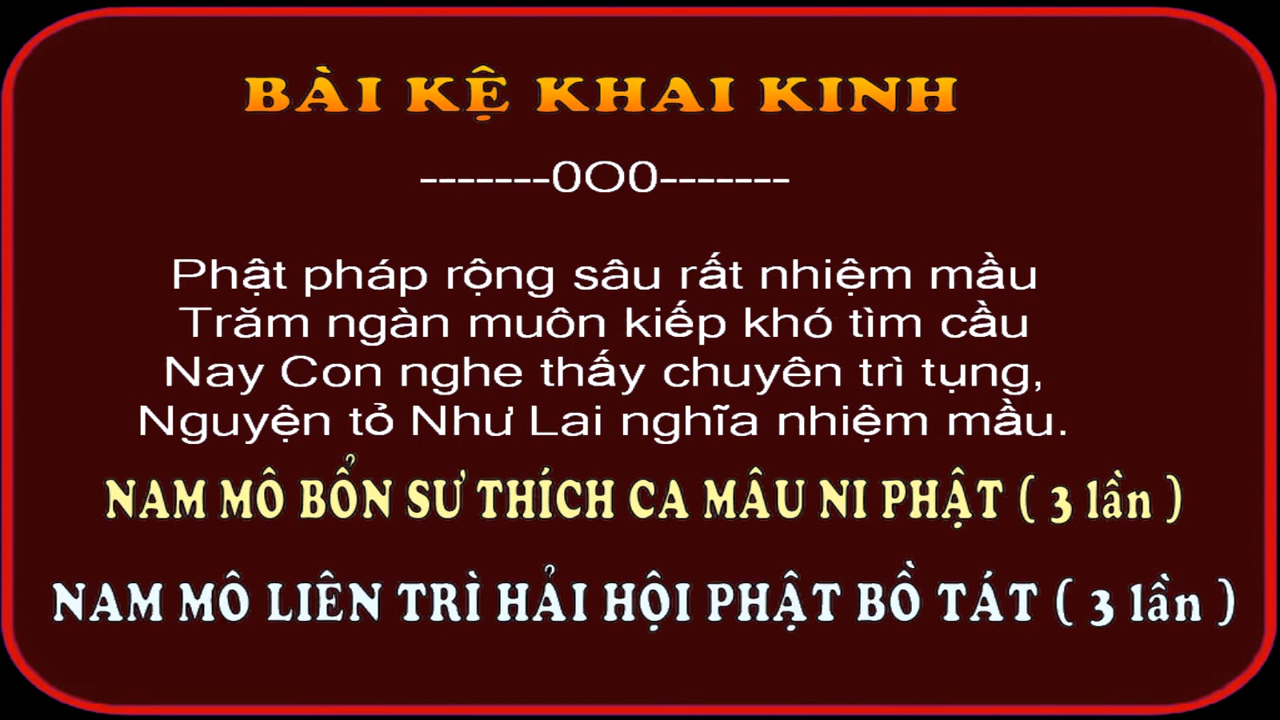 BÀI KỆ KHAI KINH
-------0O0-------
Phật pháp rộng sâu rất nhiệm mầu
Trăm ngàn muôn kiếp khó tìm cầu
Nay Con nghe thấy chuyên trì tụng,
Nguyện tỏ Như Lai nghĩa nhiệm mầu.
NAM MÔ BỔN SƯ THÍCH CA MÂU NI PHẬT ( 3 lần )
NAM MÔ LIÊN TRÌ HẢI HỘI PHẬT BỒ TÁT ( 3 lần )